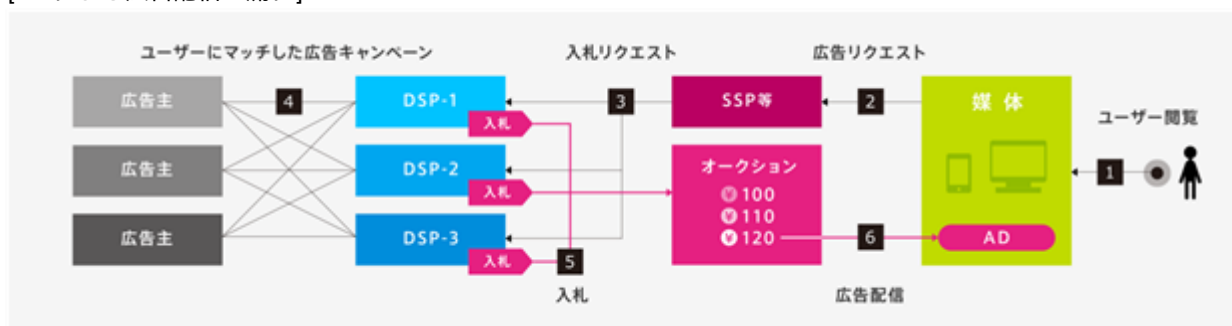 ユーザーにマッチした広告キャンペーン
入札リクエスト
広告リクエスト
広告主
4
DSP-1
入札
3
SSP等
2
媒体
ユーザー閲覧
1
広告主
DSP-2
入札
オークション
¥100
¥110
¥120
広告主
DSP-3
入札
5
6
AD
入札
広告配信